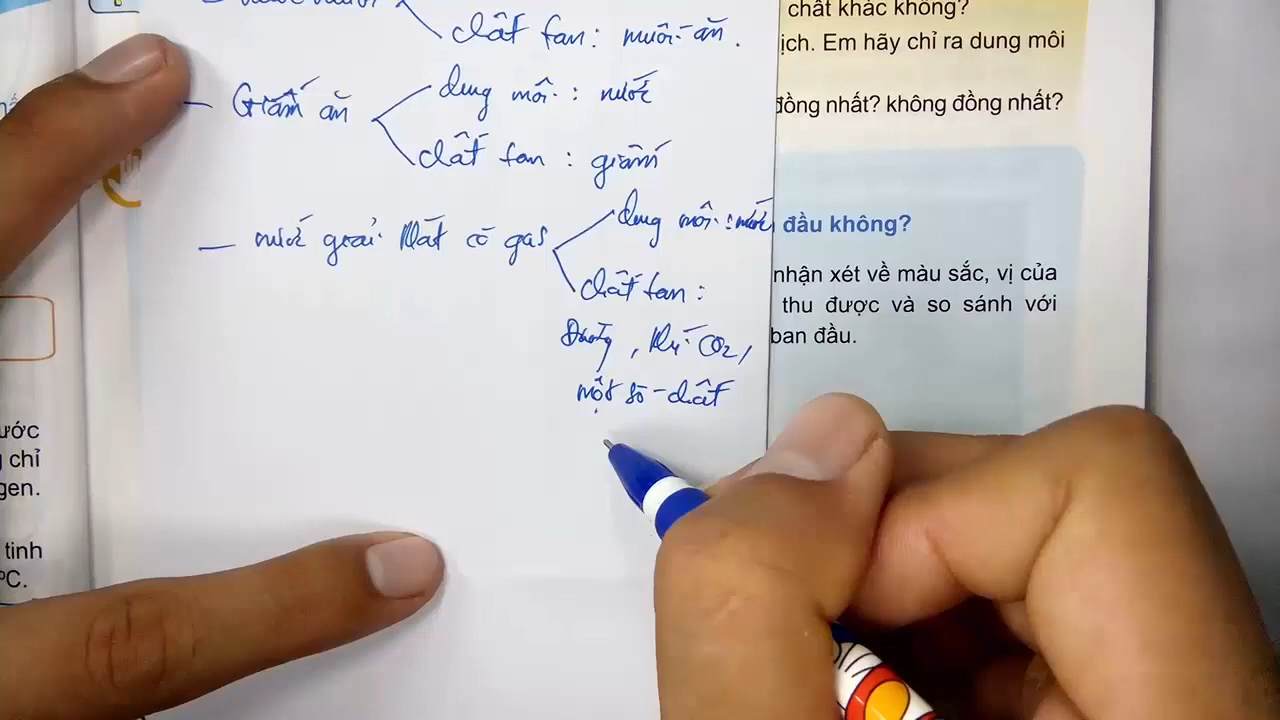 chất tan : muối ăn .
— Giấm ăn
dung môi : nước
chất tan : giấm
— nước giải khát có gas
dung môi : nước
chất tan :
Đường , khí CO2 ,
một số chất
chất khác không?
ịch. Em hãy chỉ ra dung môi
đồng nhất? không đồng nhất?
đầu không?
nhận xét về màu sắc, vị của
thu được và so sánh với
ban đầu.
ước
chỉ
gen.
tinh
ºC.